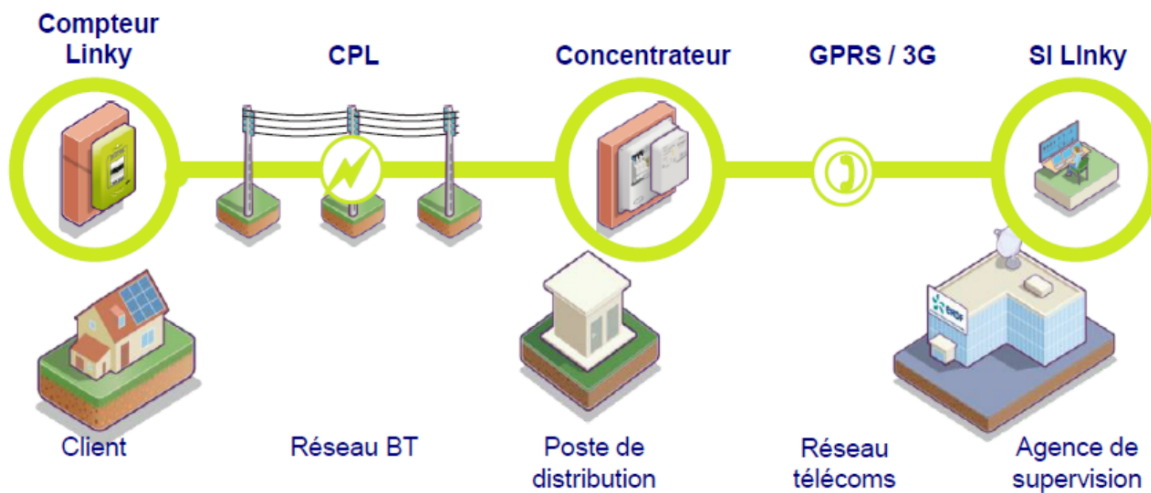 Compteur
Linky
CPL
Concentrateur
GPRS / 3G
SI LInky
ERDF
Client
Réseau BT
Poste de
distribution
Réseau
télécoms
Agence de
supervision